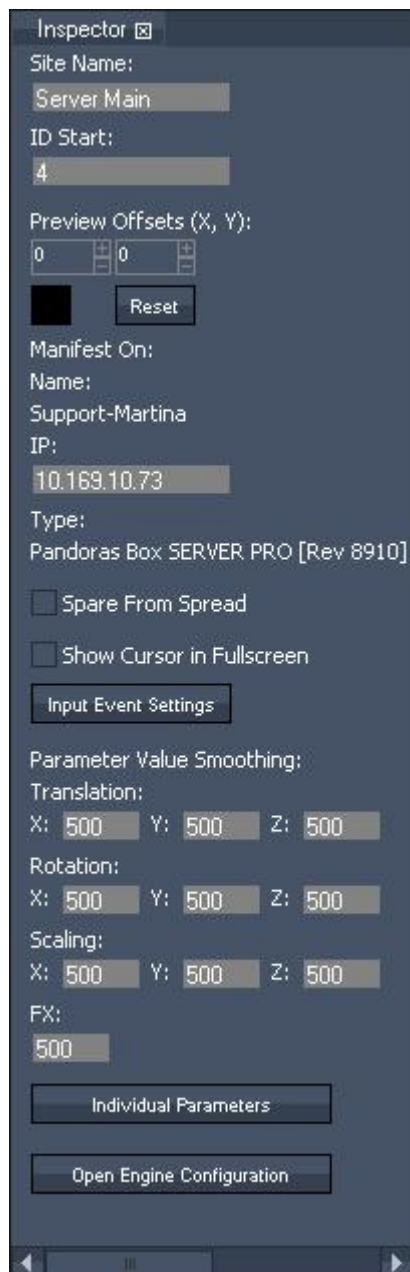 Inspector
Site Name:
Server Main
ID Start:
4
Preview Offsets (X, Y):
0 0
Reset
Manifest On:
Name:
Support-Martina
IP:
10.169.10.73
Type:
Pandoras Box SERVER PRO [Rev 8910]
Spare From Spread
Show Cursor in Fullscreen
Input Event Settings
Parameter Value Smoothing:
Translation:
X: 500 Y: 500 Z: 500
Rotation:
X: 500 Y: 500 Z: 500
Scaling:
X: 500 Y: 500 Z: 500
FX:
500
Individual Parameters
Open Engine Configuration